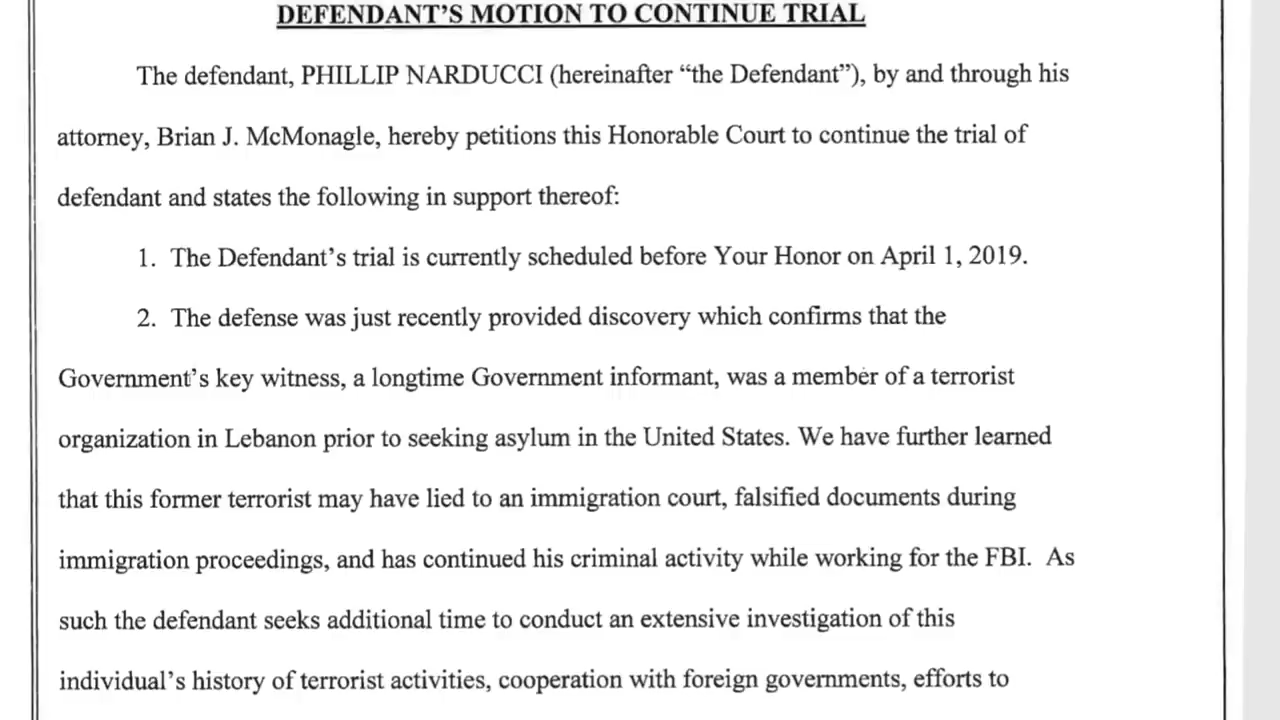 DEFENDANT’S MOTION TO CONTINUE TRIAL
The defendant, PHILLIP NARDUCCI (hereinafter “the Defendant”), by and through his
attorney, Brian J. McMonagle, hereby petitions this Honorable Court to continue the trial of
defendant and states the following in support thereof:
1. The Defendant’s trial is currently scheduled before Your Honor on April 1, 2019.
2. The defense was just recently provided discovery which confirms that the
Government’s key witness, a longtime Government informant, was a member of a terrorist
organization in Lebanon prior to seeking asylum in the United States. We have further learned
that this former terrorist may have lied to an immigration court, falsified documents during
immigration proceedings, and has continued his criminal activity while working for the FBI. As
such the defendant seeks additional time to conduct an extensive investigation of this
individual’s history of terrorist activities, cooperation with foreign governments, efforts to